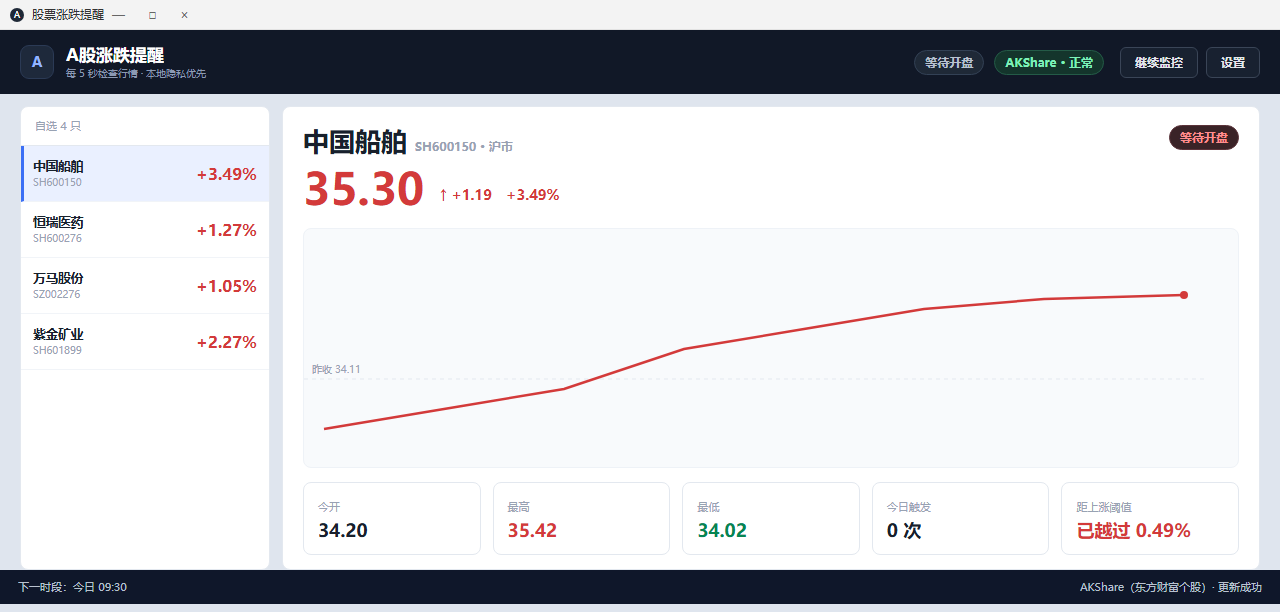 A 股票涨跌提醒
A
A股涨跌提醒
每 5 秒检查行情 · 本地隐私优先
等待开盘
AKShare • 正常
继续监控
设置
自选 4 只
中国船舶
SH600150
+3.49%
恒瑞医药
SH600276
+1.27%
万马股份
SZ002276
+1.05%
紫金矿业
SH601899
+2.27%
中国船舶 SH600150 • 沪市
等待开盘
35.30 ↑ +1.19 +3.49%
昨收 34.11
今开
34.20
最高
35.42
最低
34.02
今日触发
0 次
距上涨阈值
已越过 0.49%
下一时段：今日 09:30
AKShare（东方财富个股）· 更新成功